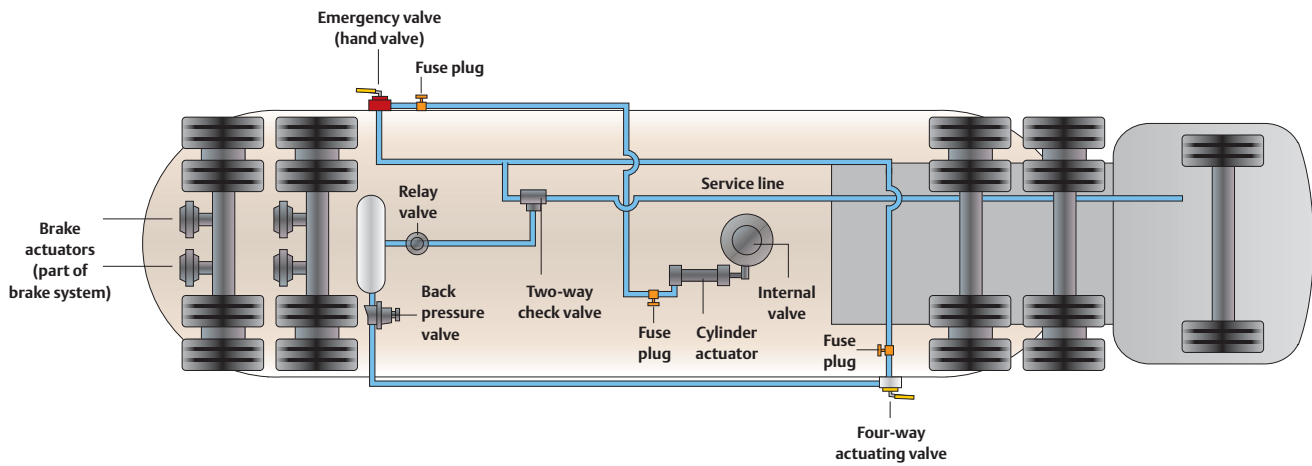 Emergency valve
(hand valve)
Fuse plug
Service line
Relay
valve
Brake
actuators
(part of
brake system)
Back
pressure
valve
Two-way
check valve
Fuse
plug
Cylinder
actuator
Internal
valve
Fuse
plug
Four-way
actuating valve